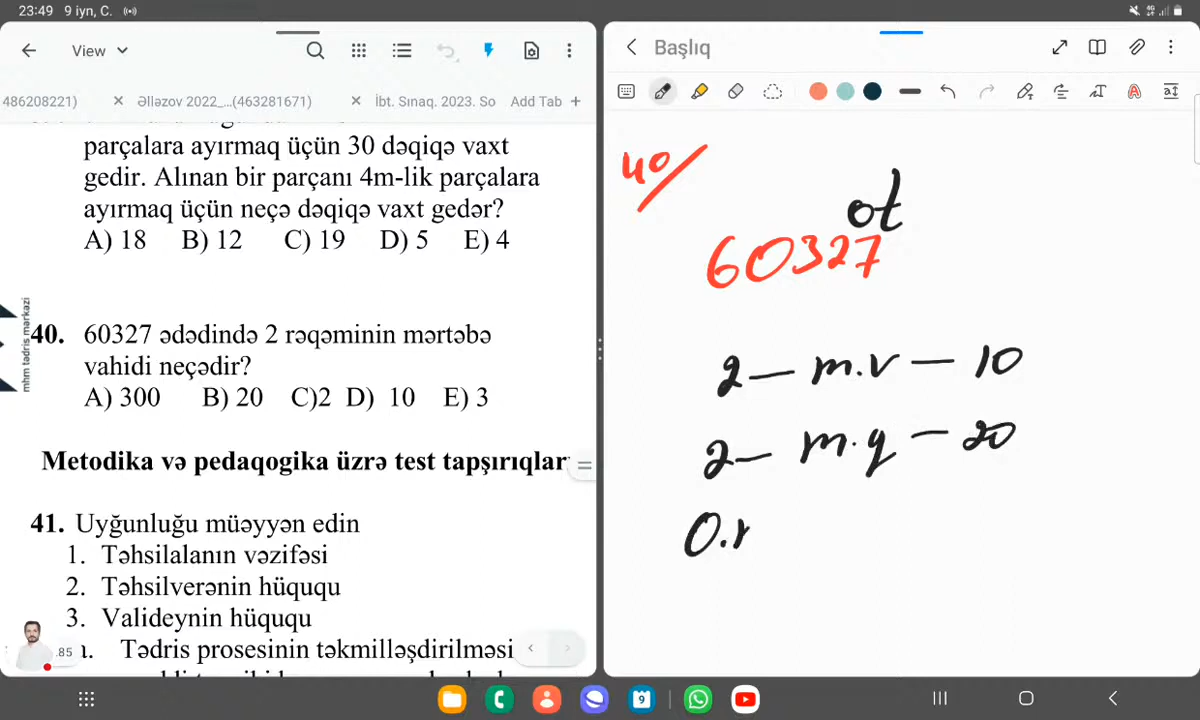 23:49 9 iyn, C.
View
486208221)
Əlləzov 2022_...(463281671)
İbt. Sınaq. 2023. So
Add Tab +
parçalara ayırmaq üçün 30 dəqiqə vaxt
gedir. Alınan bir parçanı 4m-lik parçalara
ayırmaq üçün neçə dəqiqə vaxt gedər?
A) 18 B) 12 C) 19 D) 5 E) 4
mhm tədris mərkəzi
40. 60327 ədədində 2 rəqəminin mərtəbə
vahidi neçədir?
A) 300 B) 20 C)2 D) 10 E) 3
Metodika və pedaqogika üzrə test tapşırıqlar
41. Uyğunluğu müəyyən edin
1. Təhsilalanın vəzifəsi
2. Təhsilverənin hüququ
3. Valideynin hüququ
Tədris prosesinin təkmilləşdirilməsi
.85
Başlıq
40/
ot
60327
2 — m.v — 10
2 — m.q — 20
9